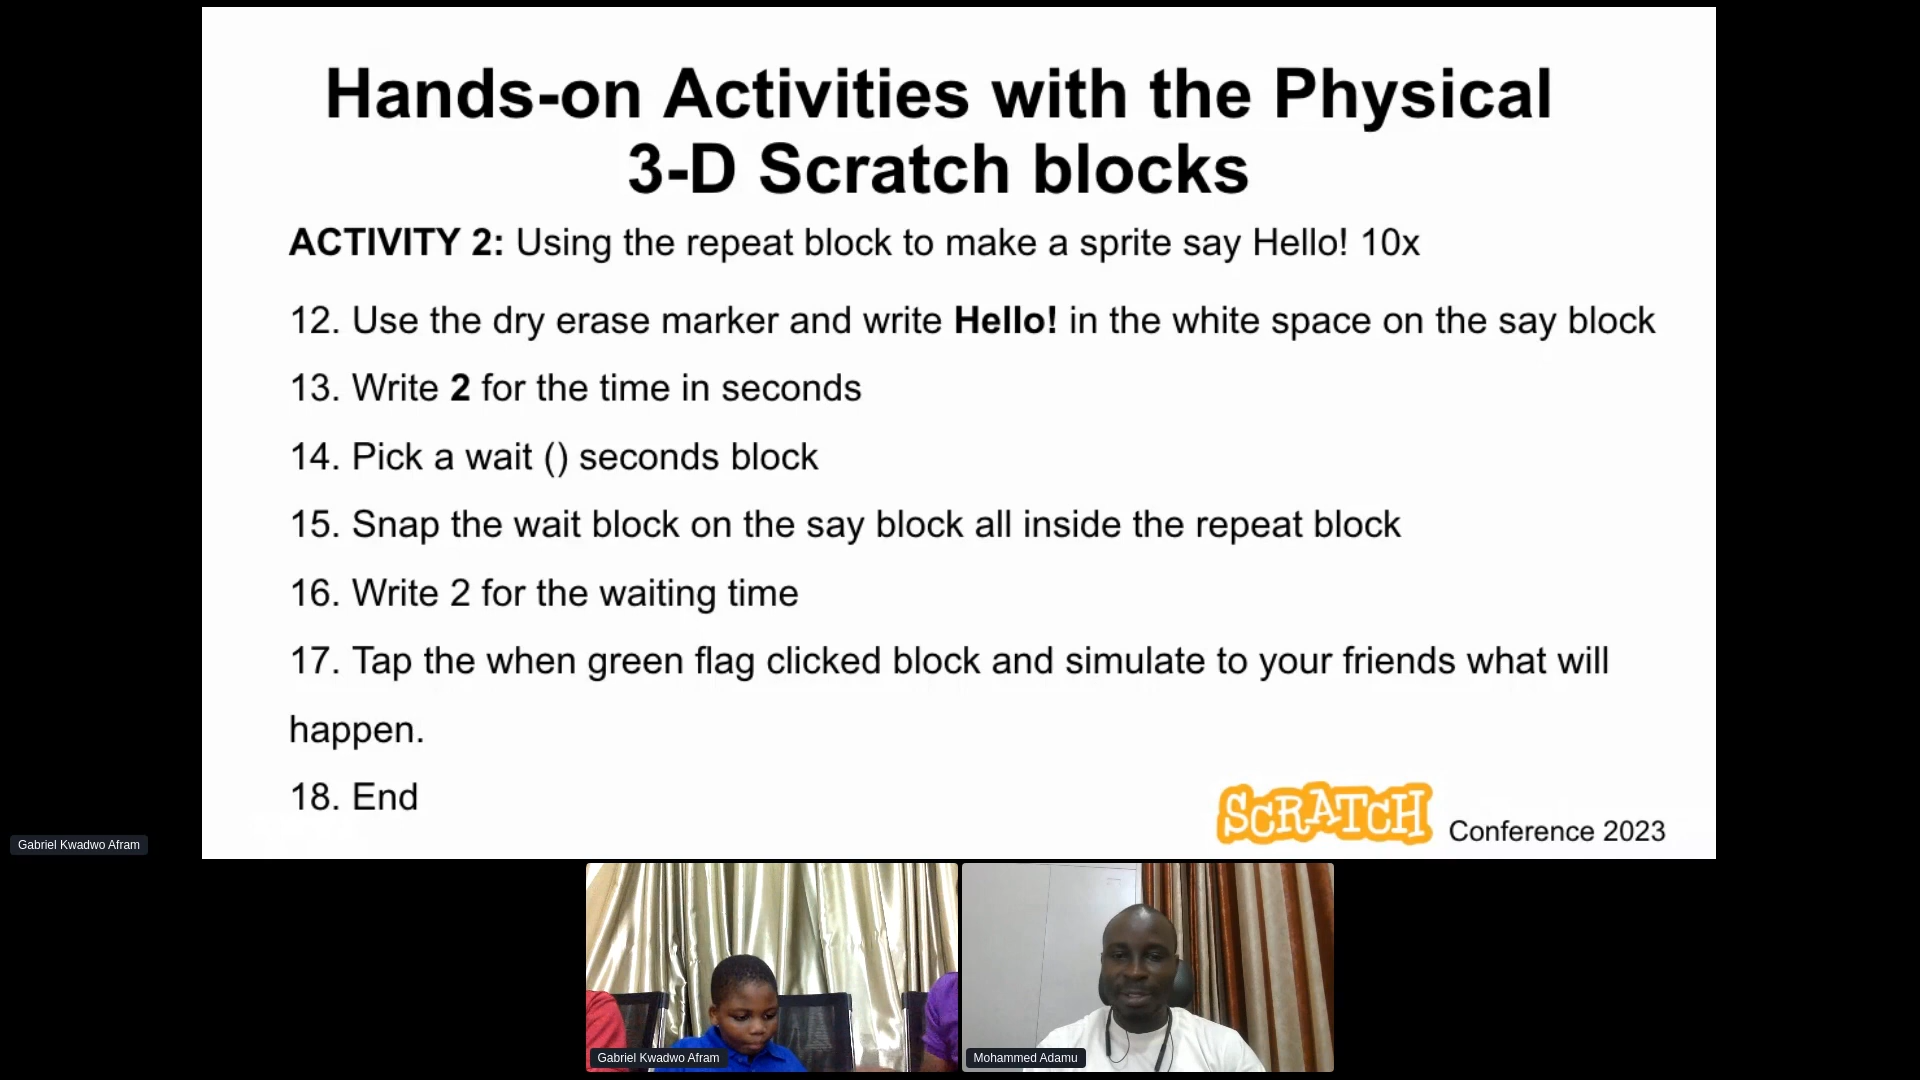 Hands-on Activities with the Physical
3-D Scratch blocks
ACTIVITY 2: Using the repeat block to make a sprite say Hello! 10x
12. Use the dry erase marker and write Hello! in the white space on the say block
13. Write 2 for the time in seconds
14. Pick a wait () seconds block
15. Snap the wait block on the say block all inside the repeat block
16. Write 2 for the waiting time
17. Tap the when green flag clicked block and simulate to your friends what will
happen.
18. End
SCRATCH Conference 2023
Gabriel Kwadwo Afram
Gabriel Kwadwo Afram
Mohammed Adamu